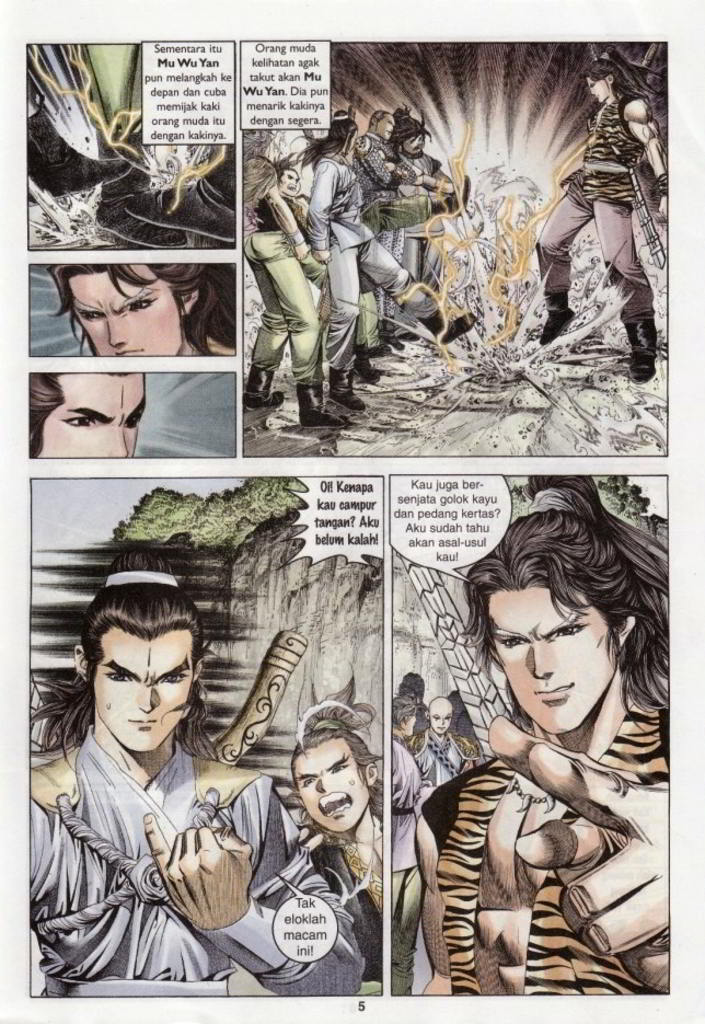 Sementara itu
Mu Wu Yan
pun melangkah ke
depan dan cuba
memijak kaki
orang muda itu
dengan kakinya.
Orang muda
kelihatan agak
takut akan Mu
Wu Yan. Dia pun
menarik kakinya
dengan segera.
Oi! Kenapa
kau campur
tangan? Aku
belum kalah!
Tak
eloklah
macam
ini!
Kau juga ber-
senjata golok kayu
dan pedang kertas?
Aku sudah tahu
akan asal-usul
kau!
5